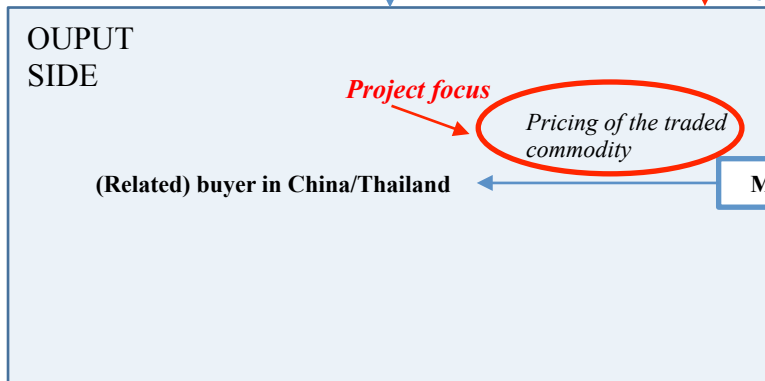 OUPUT
SIDE
Project focus
Pricing of the traded
commodity
(Related) buyer in China/Thailand
M